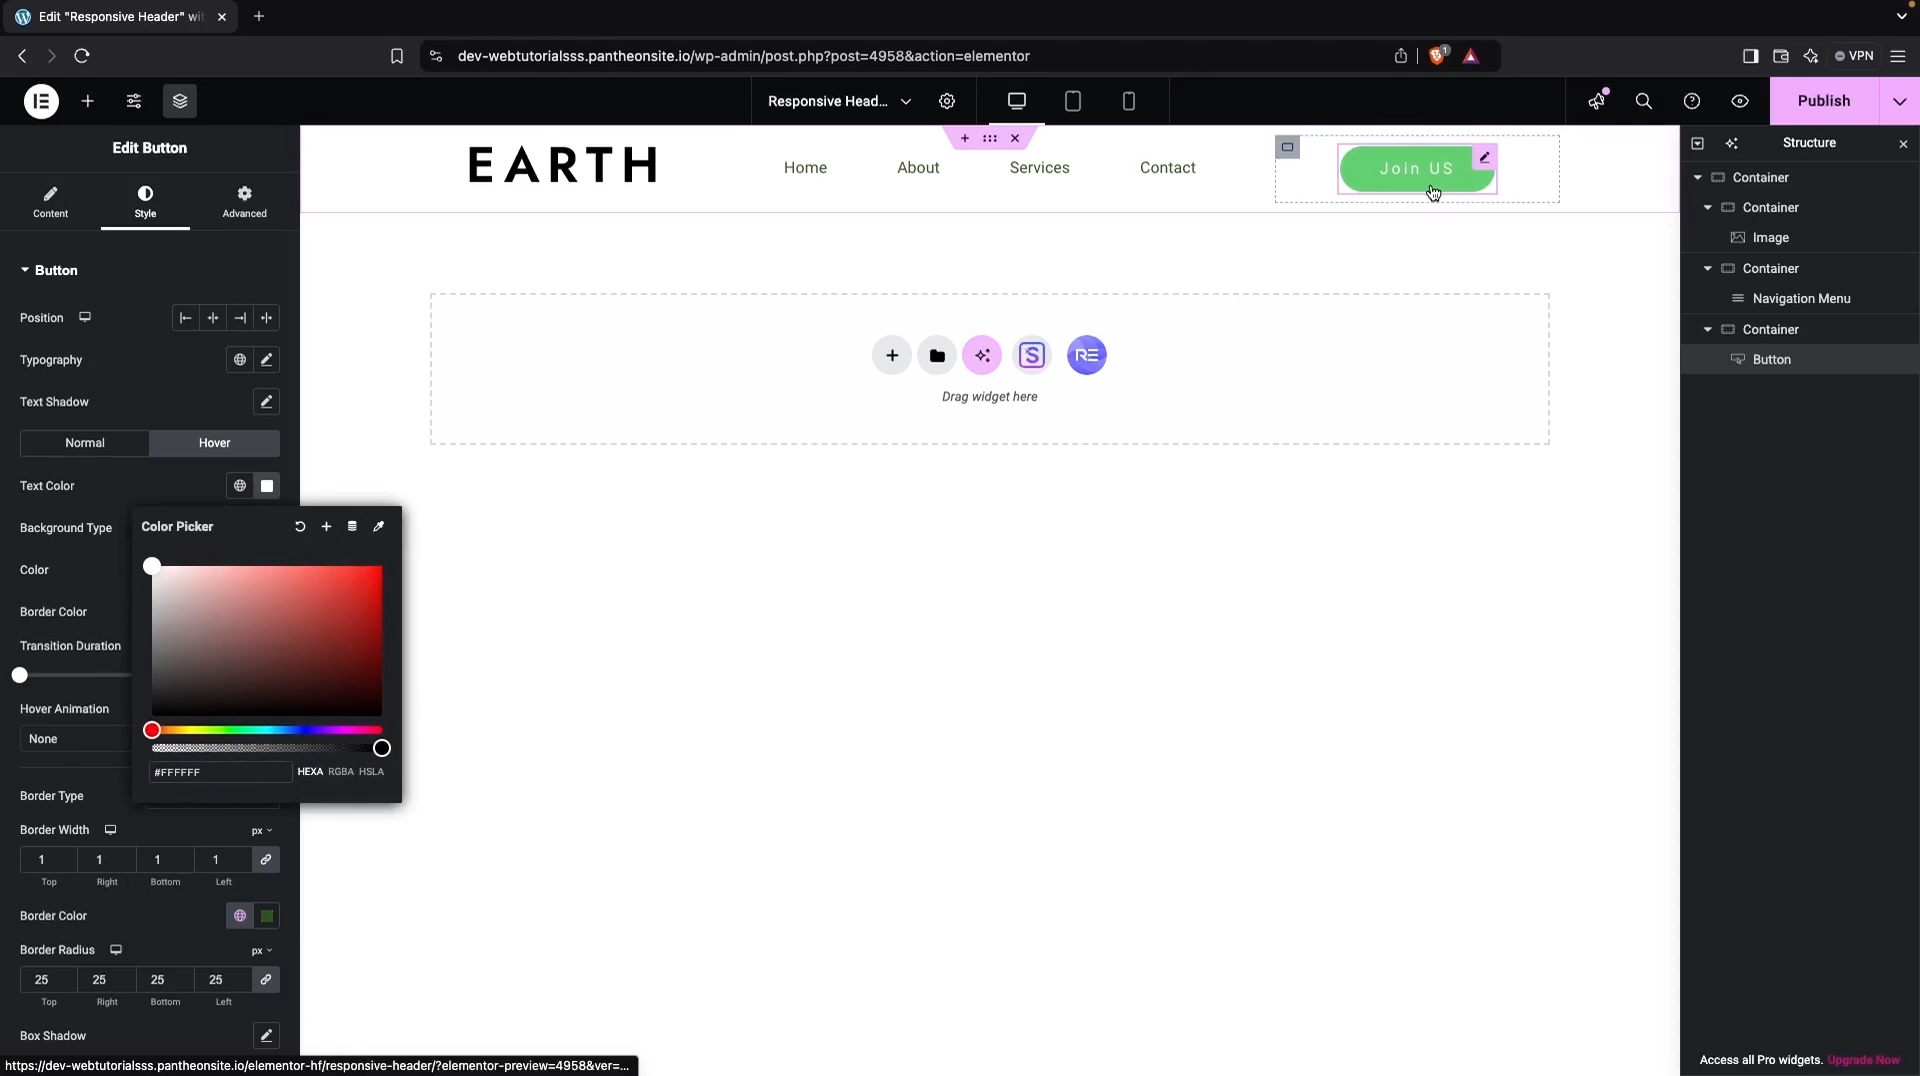 Edit "Responsive Header" wi
dev-webtutorialsss.pantheonsite.io/wp-admin/post.php?post=4958&action=elementor
VPN
Responsive Head...
Publish
Edit Button
Content
Style
Advanced
Button
Position
Typography
Text Shadow
Normal
Hover
Text Color
Background Type
Color
Border Color
Transition Duration
Hover Animation
None
Border Type
Border Width
px
1 1 1 1
Top Right Bottom Left
Border Color
Border Radius
px
25 25 25 25
Top Right Bottom Left
Box Shadow
Color Picker
#FFFFFF
HEXA RGBA HSLA
EARTH
Home
About
Services
Contact
Join US
S
RE
Drag widget here
Structure
Container
Container
Image
Container
Navigation Menu
Container
Button
Access all Pro widgets. Upgrade Now
https://dev-webtutorialsss.pantheonsite.io/elementor-hf/responsive-header/?elementor-preview=4958&ver=...